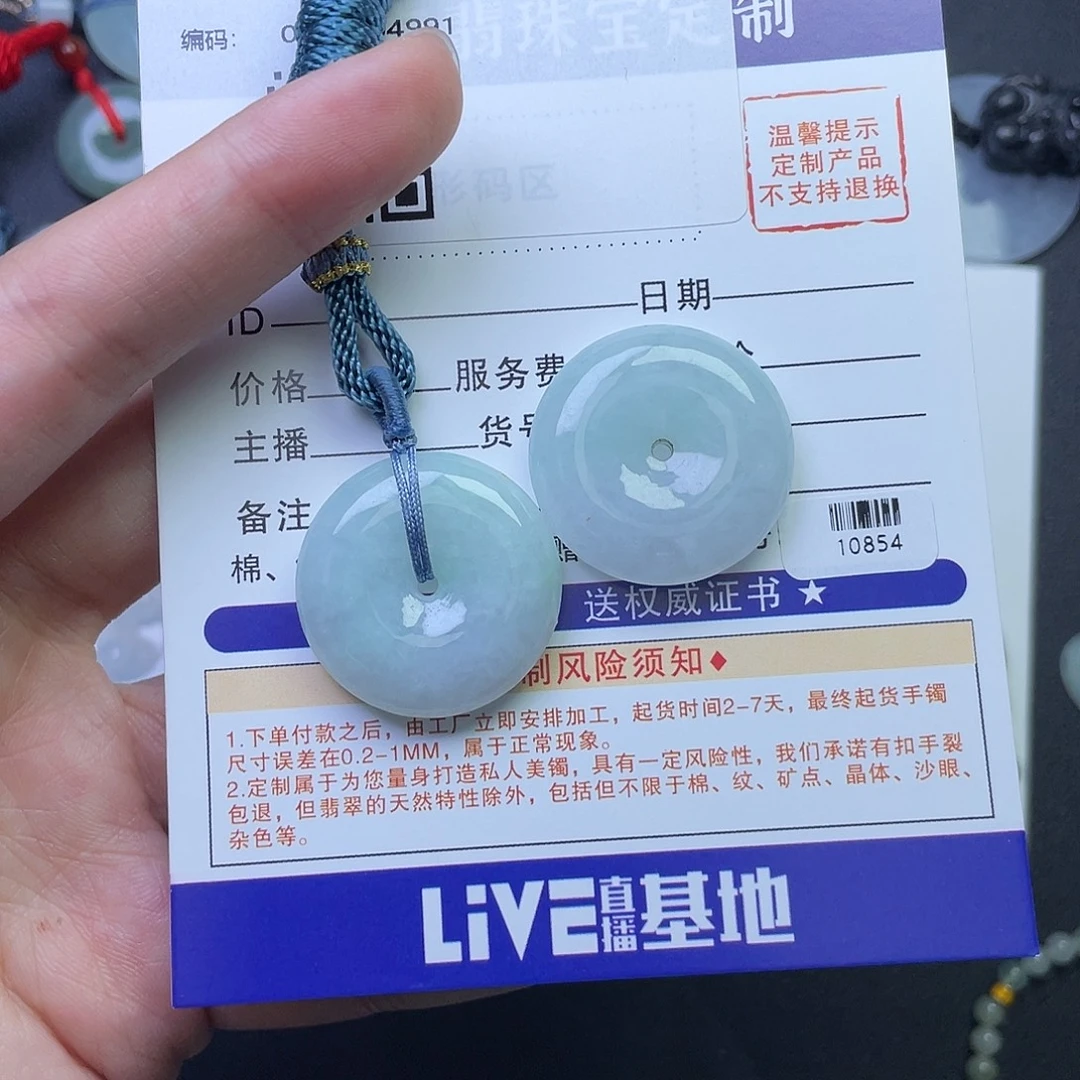 编码：
4991
翡珠宝定制
形码区
温馨提示
定制产品
不支持退换
ID
日期
价格
服务费
主播
货号
备注
棉、
送权威证书 ★
10854
制风险须知♦
1.下单付款之后，由工厂立即安排加工，起货时间2-7天，最终起货手镯
尺寸误差在0.2-1MM，属于正常现象。
2.定制属于为您量身打造私人美镯，具有一定风险性，我们承诺有扣手裂
包退，但翡翠的天然特性除外，包括但不限于棉、纹、矿点、晶体、沙眼、
杂色等。
LiVE直播基地